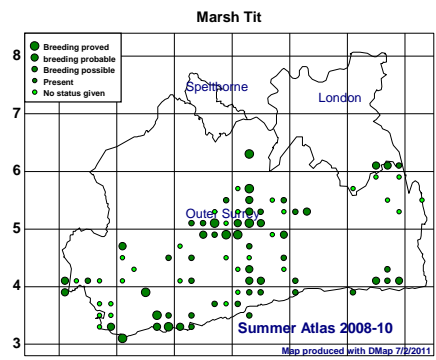 Marsh Tit
8
7
6
5
4
3
Breeding proved
breeding probable
Breeding possible
Present
No status given
Spelthorne
London
Outer Surrey
Summer Atlas 2008-10
Map produced with DMap 7/2/2011